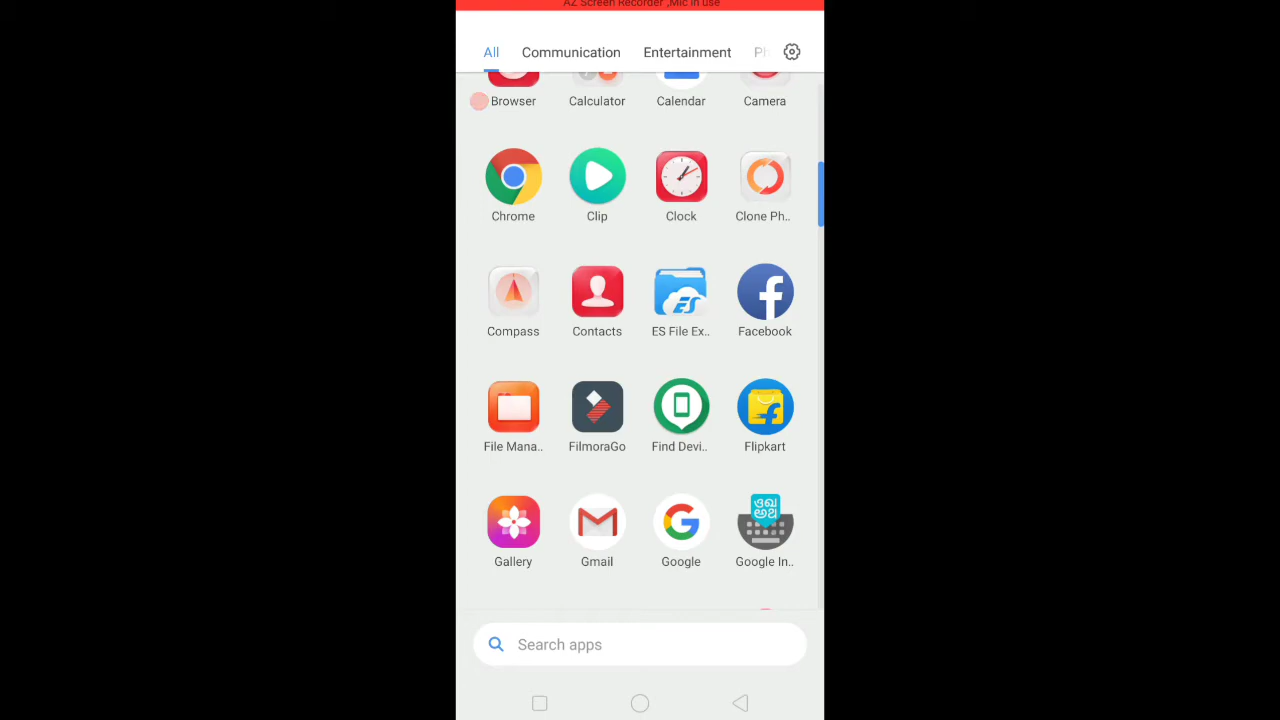 AZ Screen Recorder ,Mic in use
All Communication Entertainment Ph
Browser Calculator Calendar Camera
Chrome Clip Clock Clone Ph..
ES
Compass Contacts ES File Ex.. Facebook
File Mana.. FilmoraGo Find Devi.. Flipkart
Gallery Gmail Google Google In..
Search apps